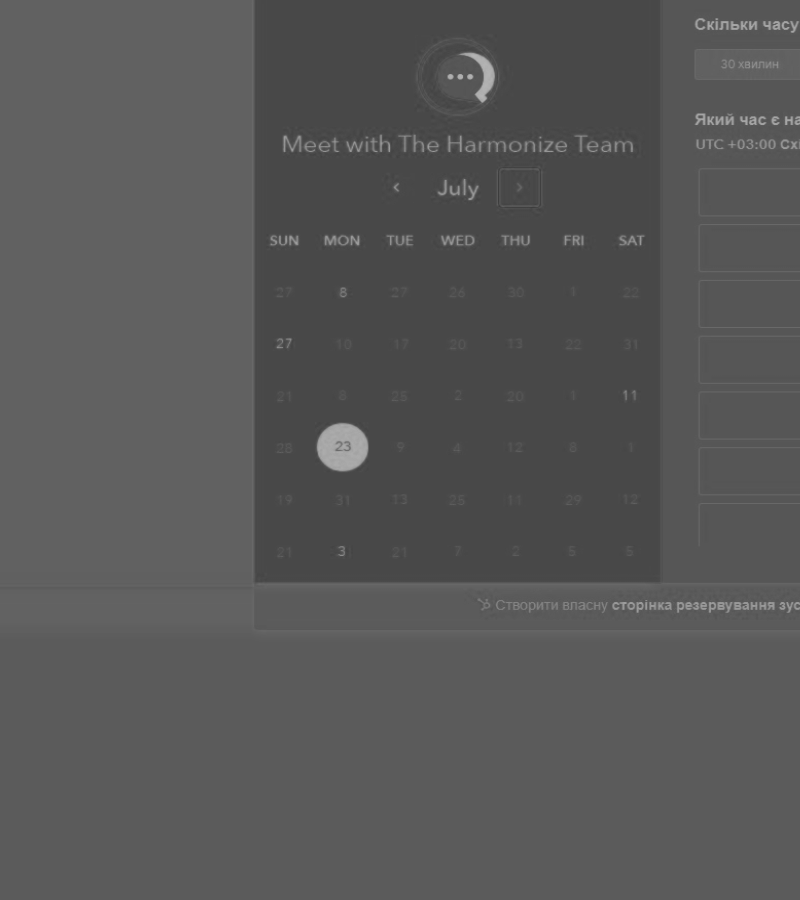 Meet with The Harmonize Team
July
SUN MON TUE WED THU FRI SAT
27 8 27 26 30 1 22
27 10 17 20 13 22 31
21 8 25 2 20 1 11
28 23 9 4 12 8 1
19 31 13 25 11 29 12
21 3 21 7 2 5 5
Скільки часу
30 хвилин
Який час є на
UTC +03:00 Схі
Створити власну сторінка резервування зус